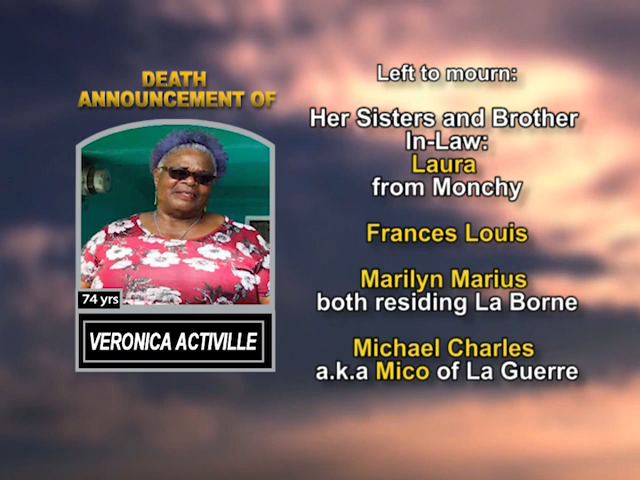 DEATH
ANNOUNCEMENT OF
74 yrs
VERONICA ACTIVILLE
Left to mourn:
Her Sisters and Brother
In-Law:
Laura
from Monchy
Frances Louis
Marilyn Marius
both residing La Borne
Michael Charles
a.k.a Mico of La Guerre